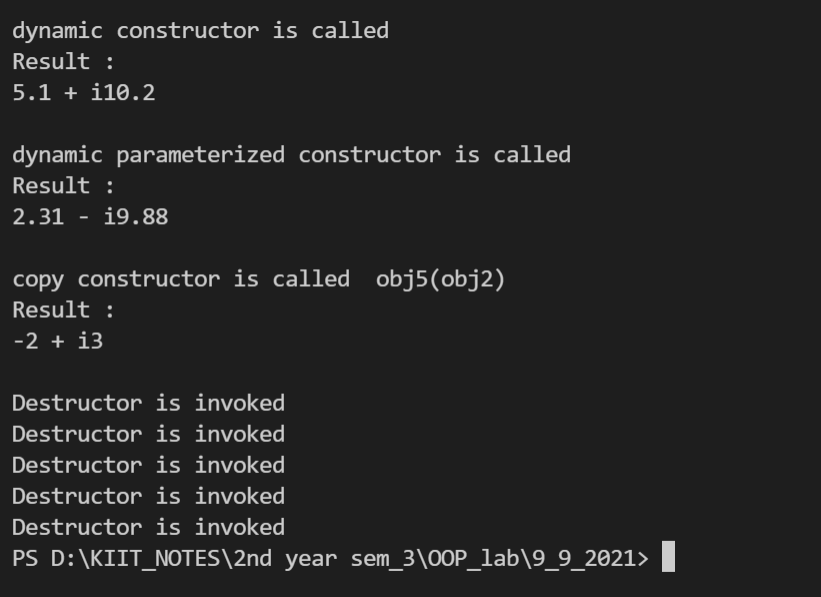 dynamic constructor is called
Result :
5.1 + i10.2
dynamic parameterized constructor is called
Result :
2.31 - i9.88
copy constructor is called  obj5(obj2)
Result :
-2 + i3
Destructor is invoked
Destructor is invoked
Destructor is invoked
Destructor is invoked
Destructor is invoked
PS D:\KIIT_NOTES\2nd year sem_3\OOP_lab\9_9_2021>